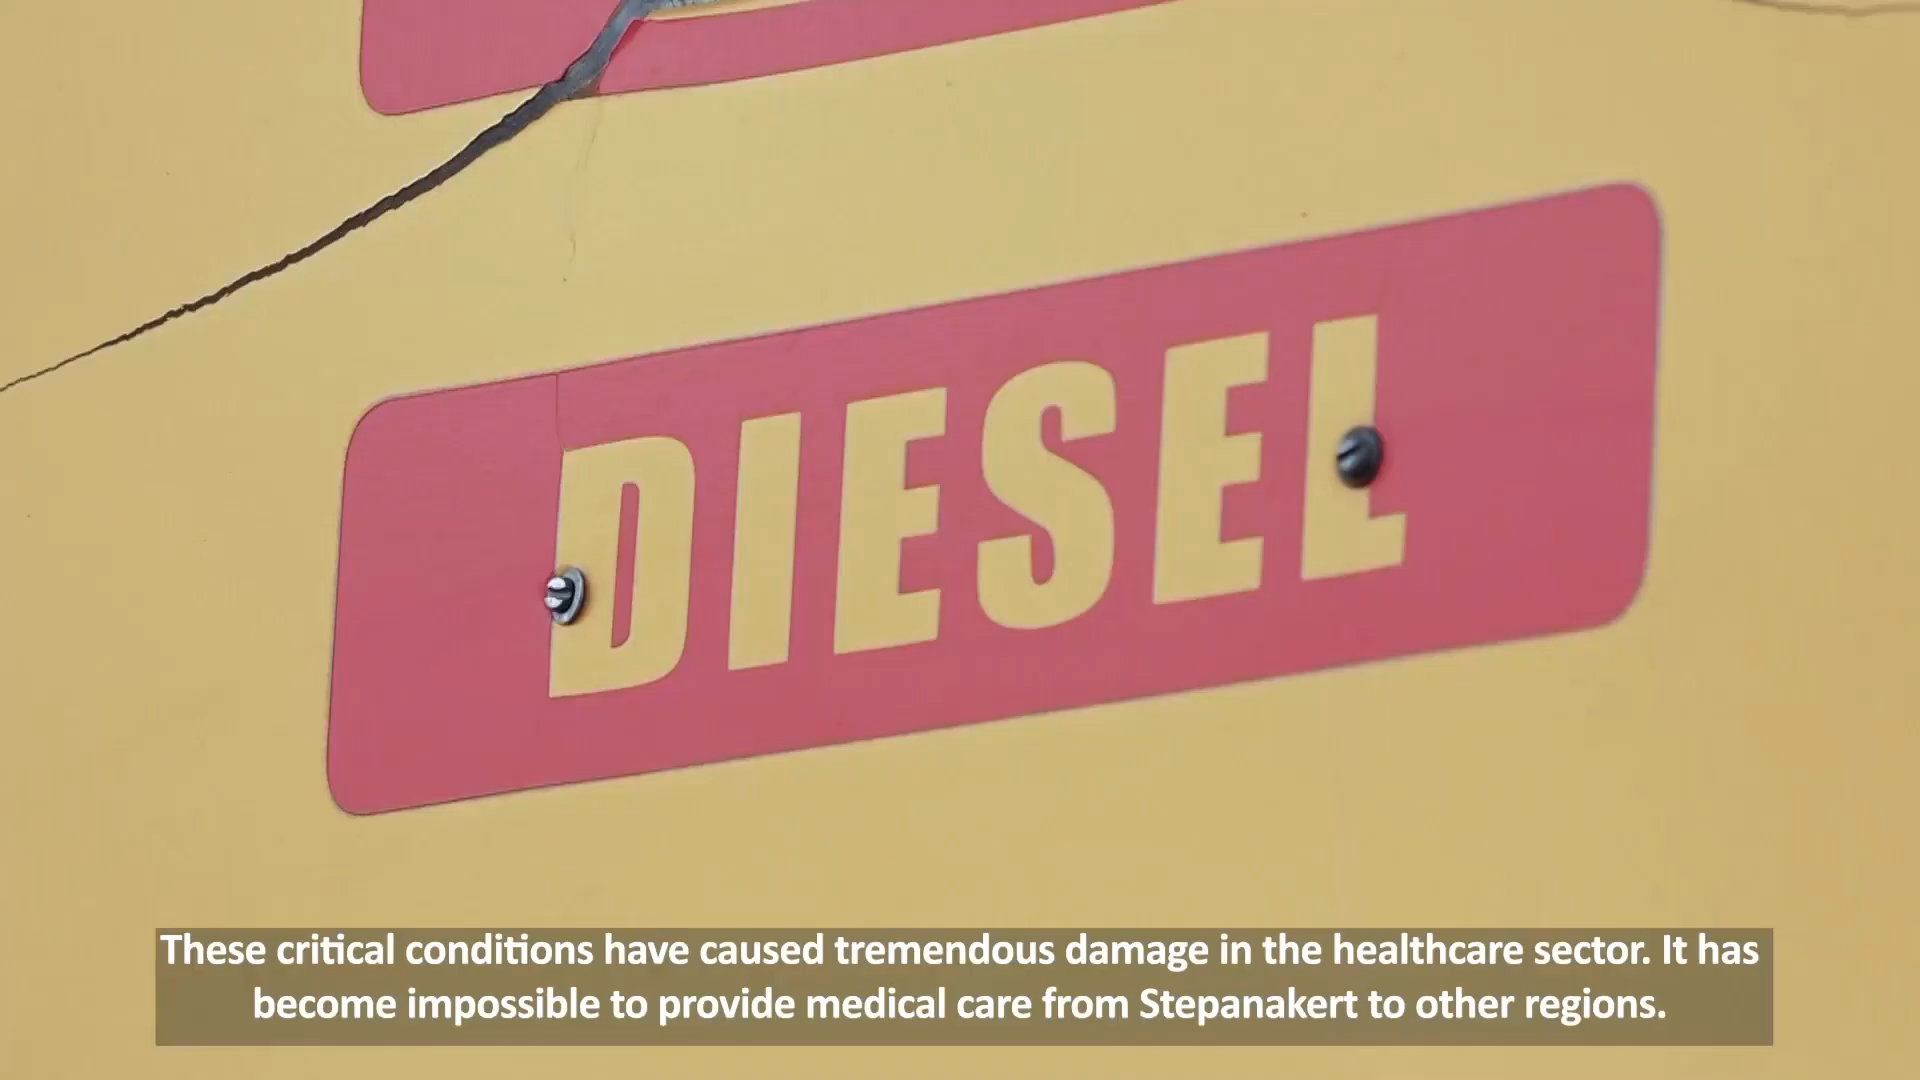 DIESEL
These critical conditions have caused tremendous damage in the healthcare sector. It has
become impossible to provide medical care from Stepanakert to other regions.